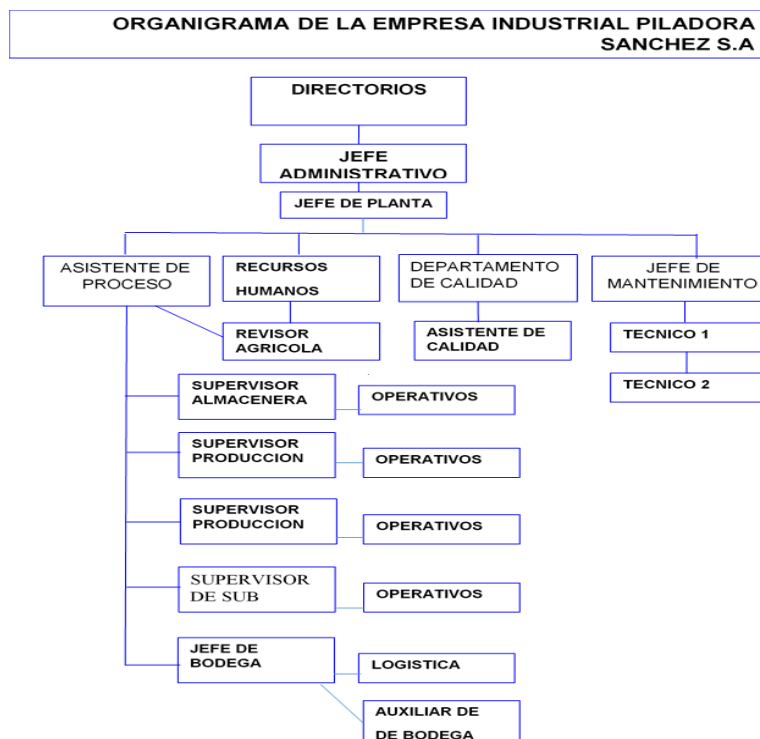 ORGANIGRAMA DE LA EMPRESA INDUSTRIAL PILADORA
SANCHEZ S.A
DIRECTORIOS
JEFE
ADMINISTRATIVO
JEFE DE PLANTA
ASISTENTE DE
PROCESO
RECURSOS
HUMANOS
DEPARTAMENTO
DE CALIDAD
JEFE DE
MANTENIMIENTO
REVISOR
AGRICOLA
ASISTENTE DE
CALIDAD
TECNICO 1
TECNICO 2
SUPERVISOR
ALMACENERA
OPERATIVOS
SUPERVISOR
PRODUCCION
OPERATIVOS
SUPERVISOR
PRODUCCION
OPERATIVOS
SUPERVISOR
DE SUB
OPERATIVOS
JEFE DE
BODEGA
LOGISTICA
AUXILIAR DE
DE BODEGA